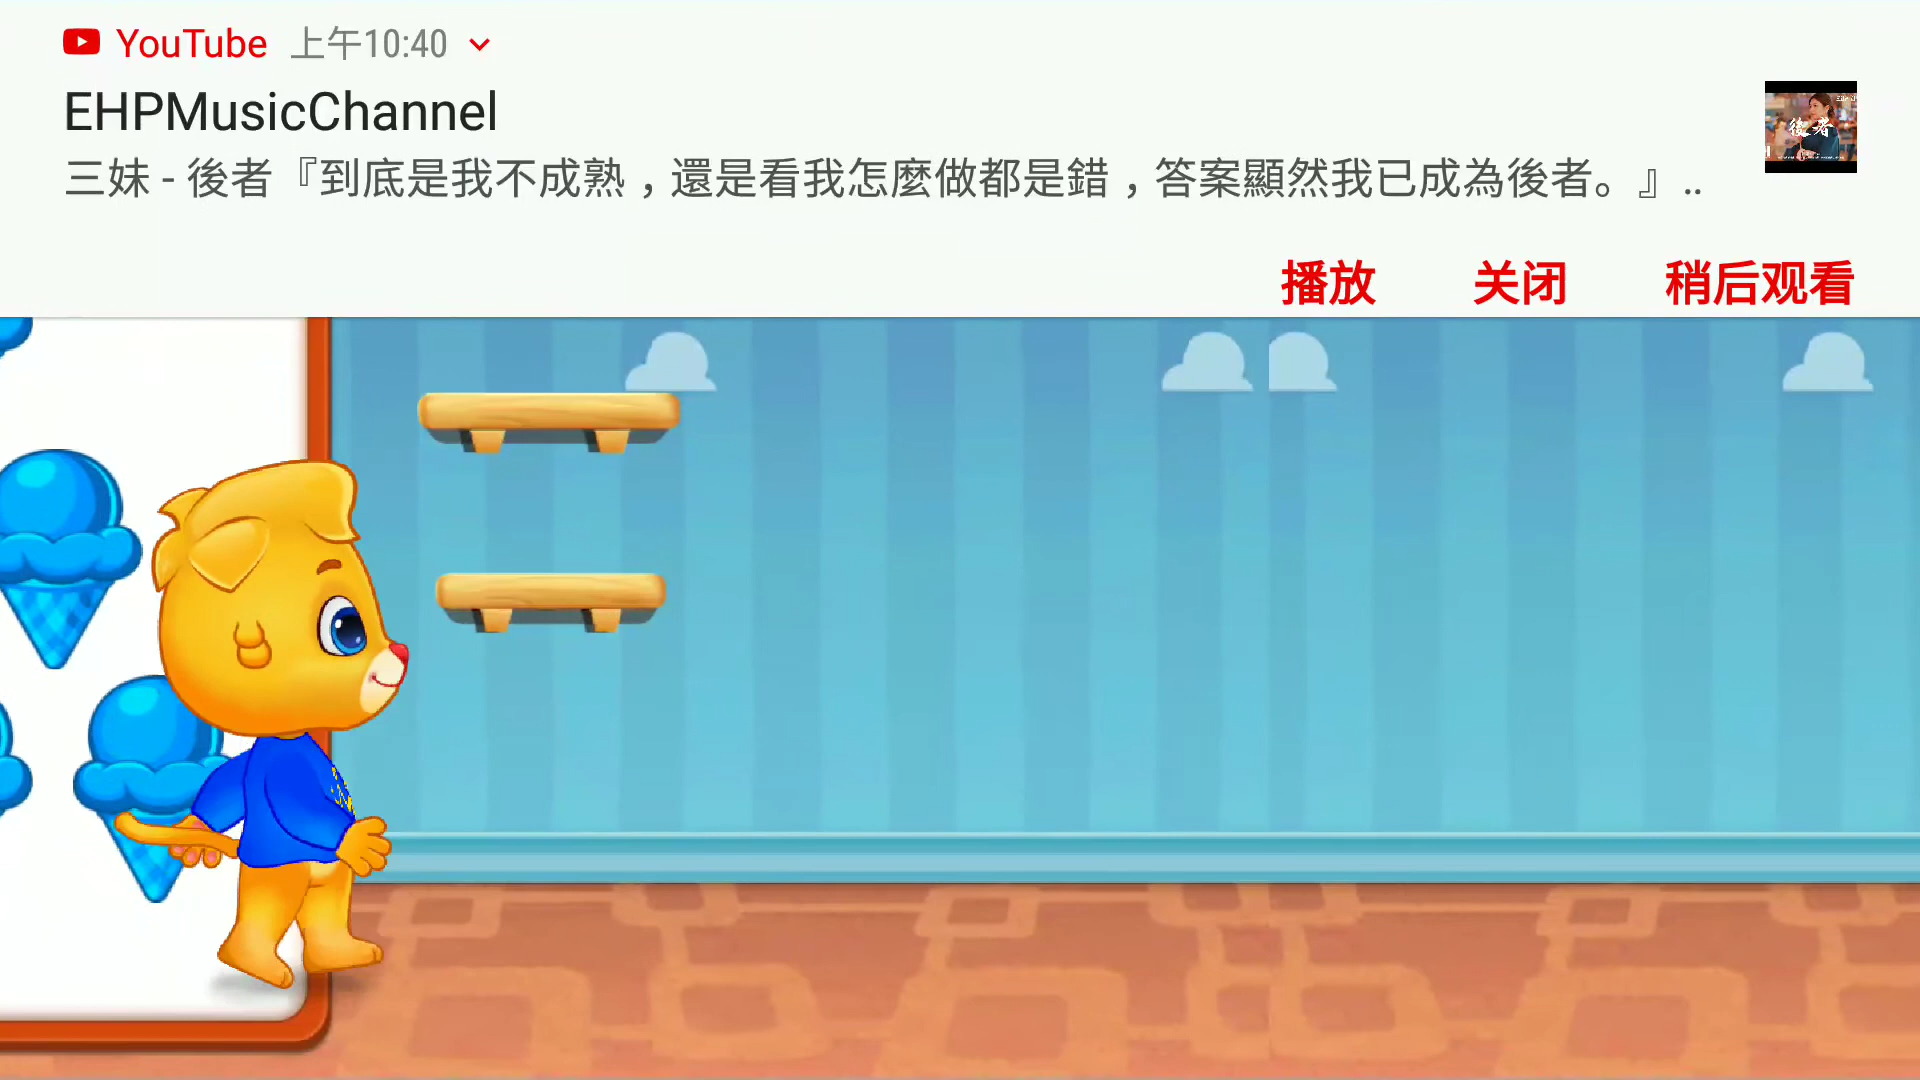 YouTube 上午10:40
EHPMusicChannel
三妹 - 後者『到底是我不成熟，還是看我怎麼做都是錯，答案顯然我已成為後者。』..
後者
播放 关闭 稍后观看